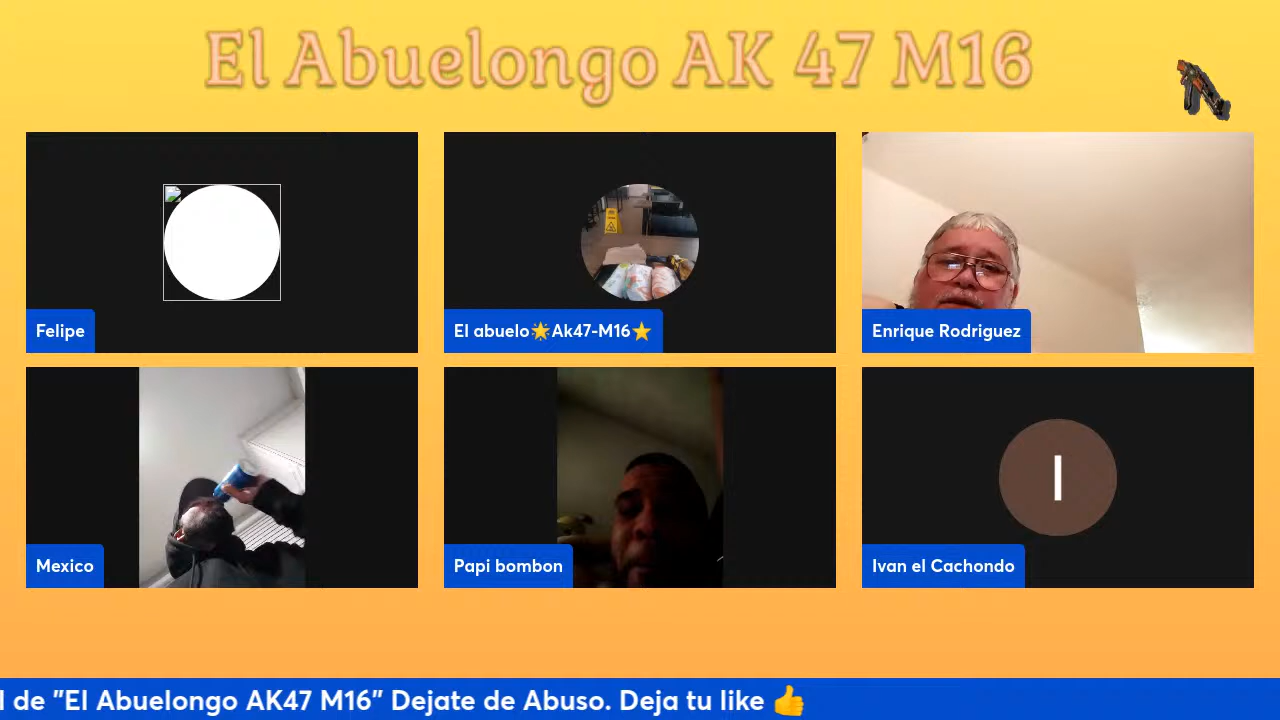 El Abuelongo AK 47 M16
Felipe
El abuelo🌟Ak47-M16⭐
Enrique Rodriguez
Mexico
Papi bombon
I
Ivan el Cachondo
l de "El Abuelongo AK47 M16" Dejate de Abuso. Deja tu like 👍